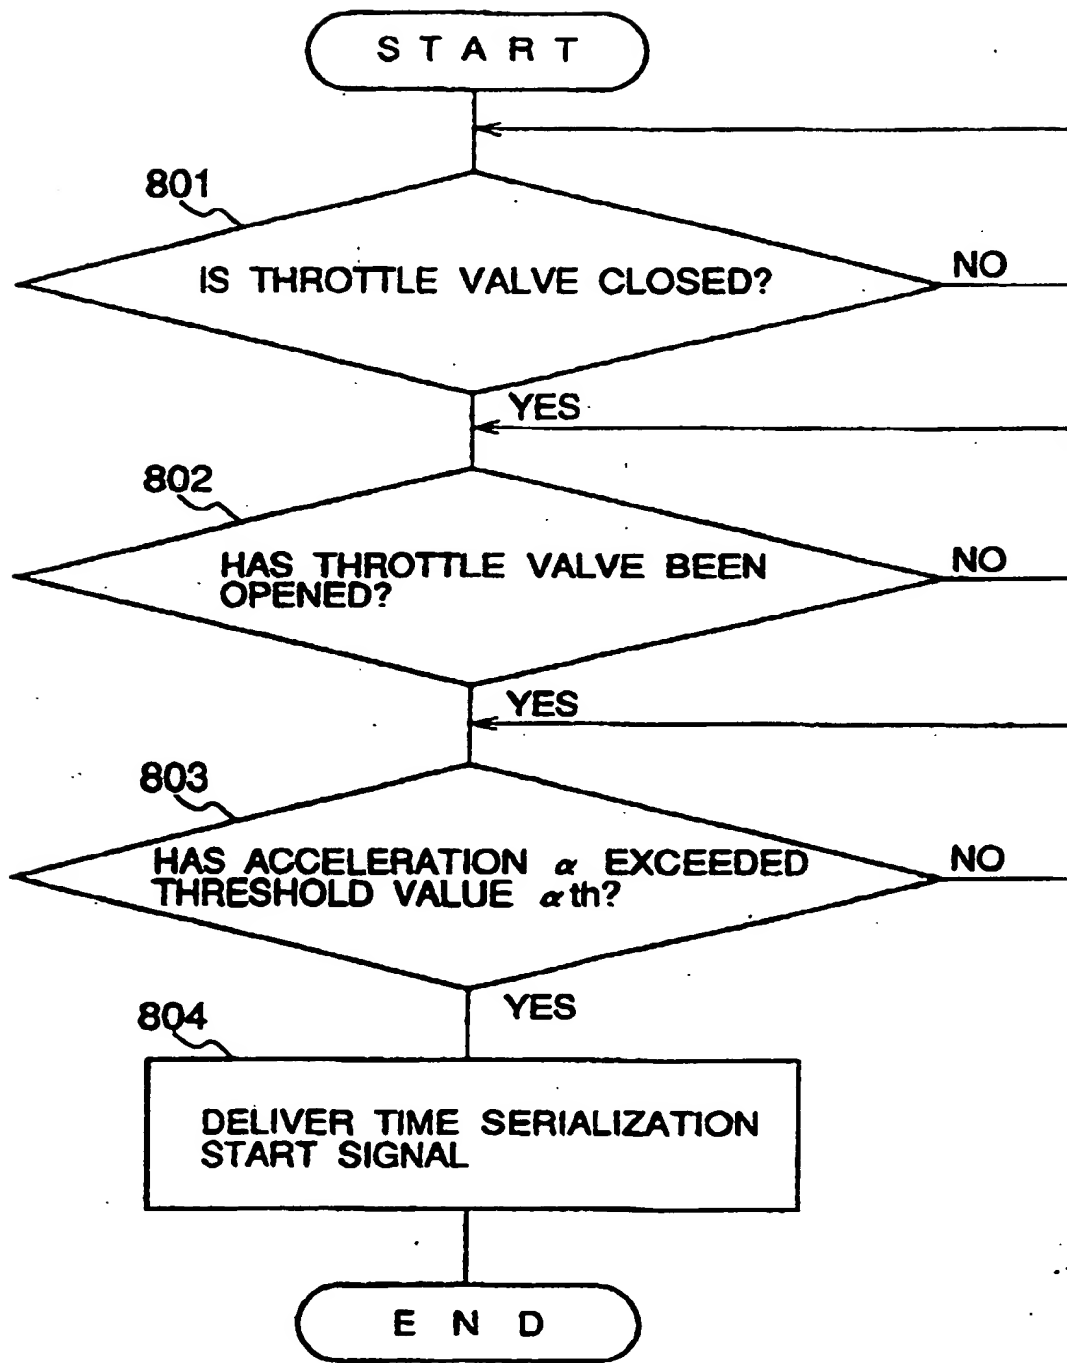 START
801
IS THROTTLE VALVE CLOSED?
NO
YES
802
HAS THROTTLE VALVE BEEN
OPENED?
NO
YES
803
HAS ACCELERATION α EXCEEDED
THRESHOLD VALUE αth?
NO
YES
804
DELIVER TIME SERIALIZATION
START SIGNAL
END